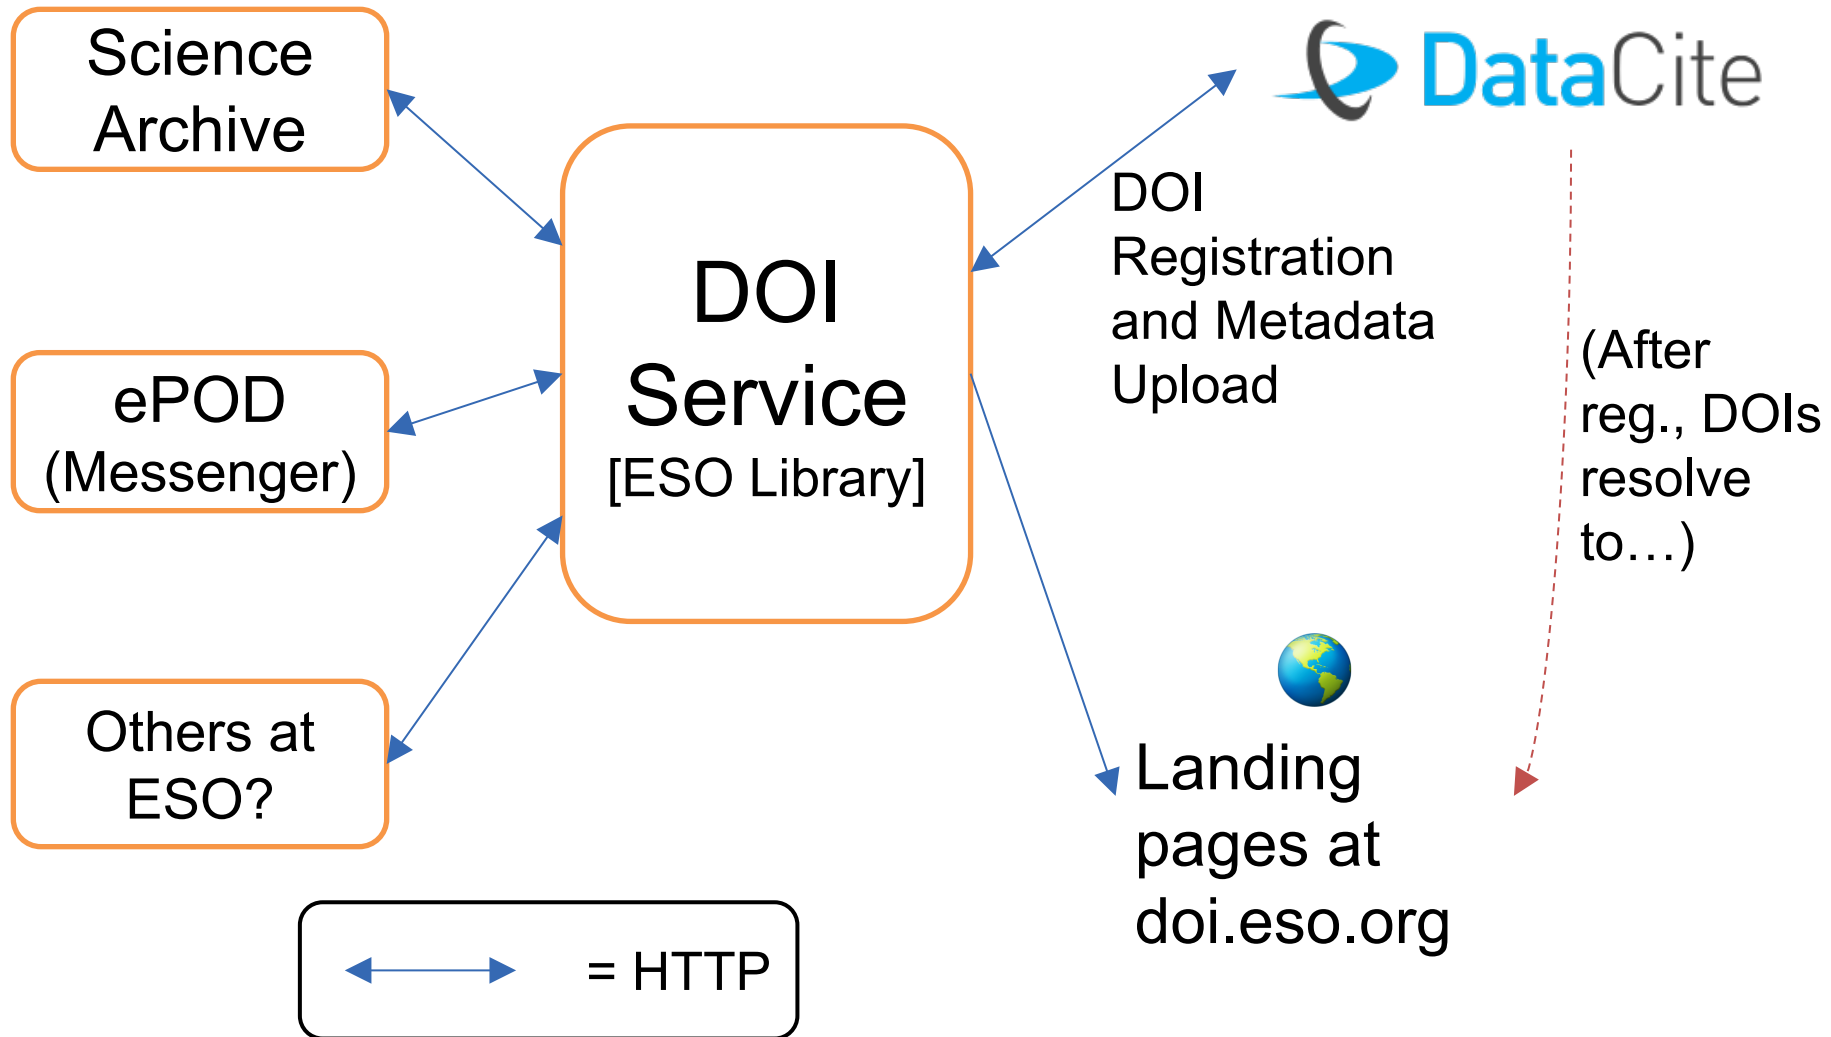 Science
Archive
ePOD
(Messenger)
Others at
ESO?
DOI
Service
[ESO Library]
DataCite
DOI
Registration
and Metadata
Upload
(After
reg., DOIs
resolve
to…)
Landing
pages at
doi.eso.org
= HTTP